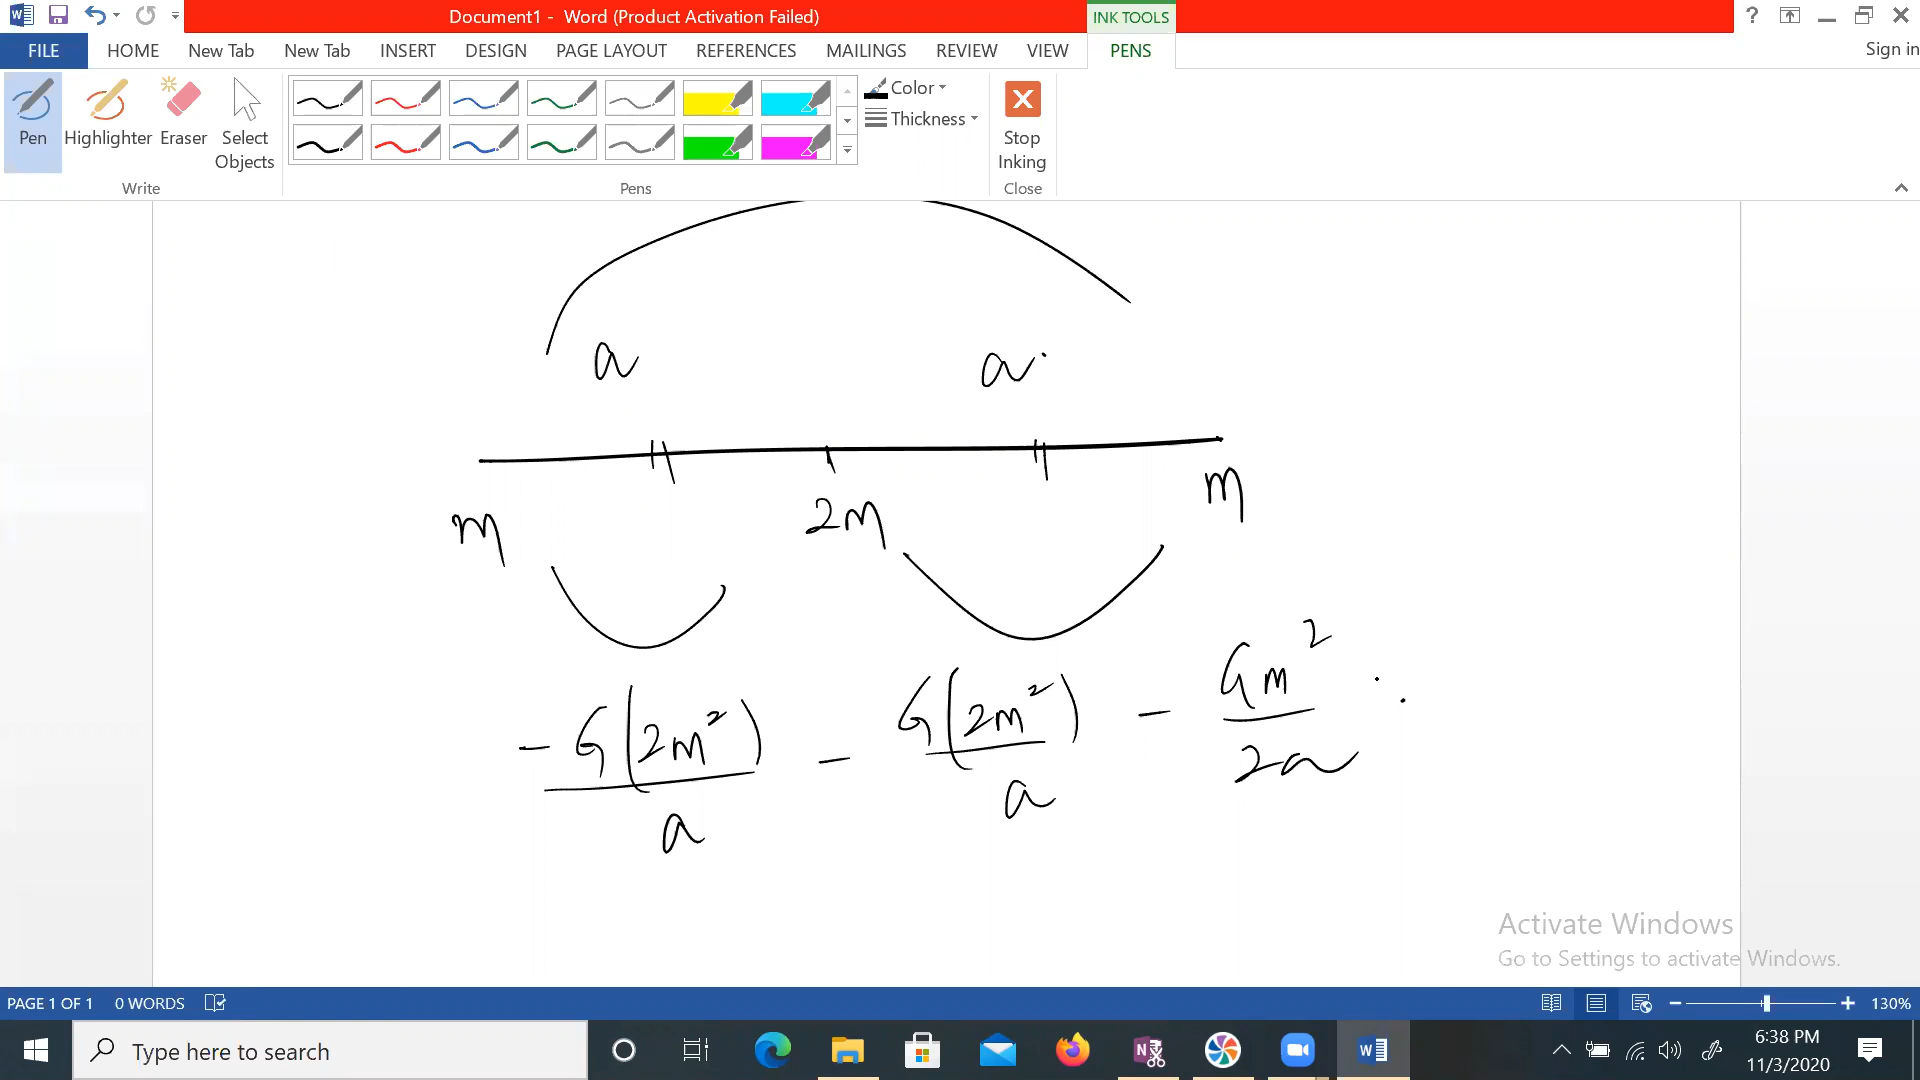 Document1 - Word (Product Activation Failed)
INK TOOLS
?
FILE HOME New Tab New Tab INSERT DESIGN PAGE LAYOUT REFERENCES MAILINGS REVIEW VIEW PENS Sign in
Pen
Highlighter
Eraser
Select Objects
Color
Thickness
Stop Inking
Write
Pens
Close
a a
m 2m m
- G(2m²)/a - G(2m²)/a - Gm²/2a
Activate Windows
Go to Settings to activate Windows.
PAGE 1 OF 1 0 WORDS 130%
Type here to search
6:38 PM
11/3/2020